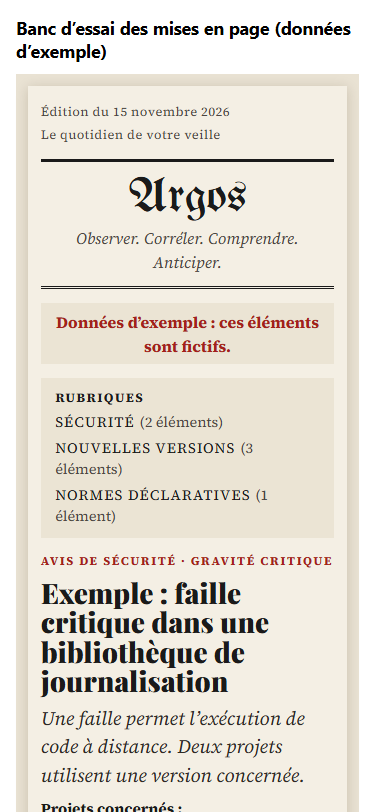 Banc d’essai des mises en page (données
d’exemple)
Édition du 15 novembre 2026
Le quotidien de votre veille
Argos
Observer. Corréler. Comprendre.
Anticiper.
Données d’exemple : ces éléments
sont fictifs.
RUBRIQUES
SÉCURITÉ (2 éléments)
NOUVELLES VERSIONS (3
éléments)
NORMES DÉCLARATIVES (1
élément)
AVIS DE SÉCURITÉ · GRAVITÉ CRITIQUE
Exemple : faille
critique dans une
bibliothèque de
journalisation
Une faille permet l’exécution de
code à distance. Deux projets
utilisent une version concernée.
Projets concernés :